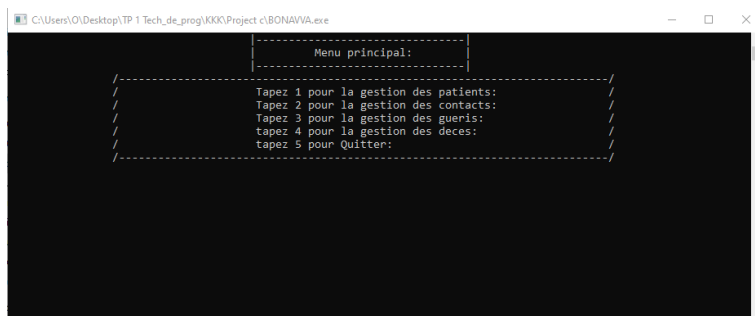 C:\Users\O\Desktop\TP 1 Tech_de_prog\KKK\Project c\BONAVVA.exe
|--------------------------------|
| Menu principal: |
|--------------------------------|
/---------------------------------------------------------------------------/
/ Tapez 1 pour la gestion des patients: /
/ Tapez 2 pour la gestion des contacts: /
/ Tapez 3 pour la gestion des gueris: /
/ tapez 4 pour la gestion des deces: /
/ tapez 5 pour Quitter: /
/---------------------------------------------------------------------------/